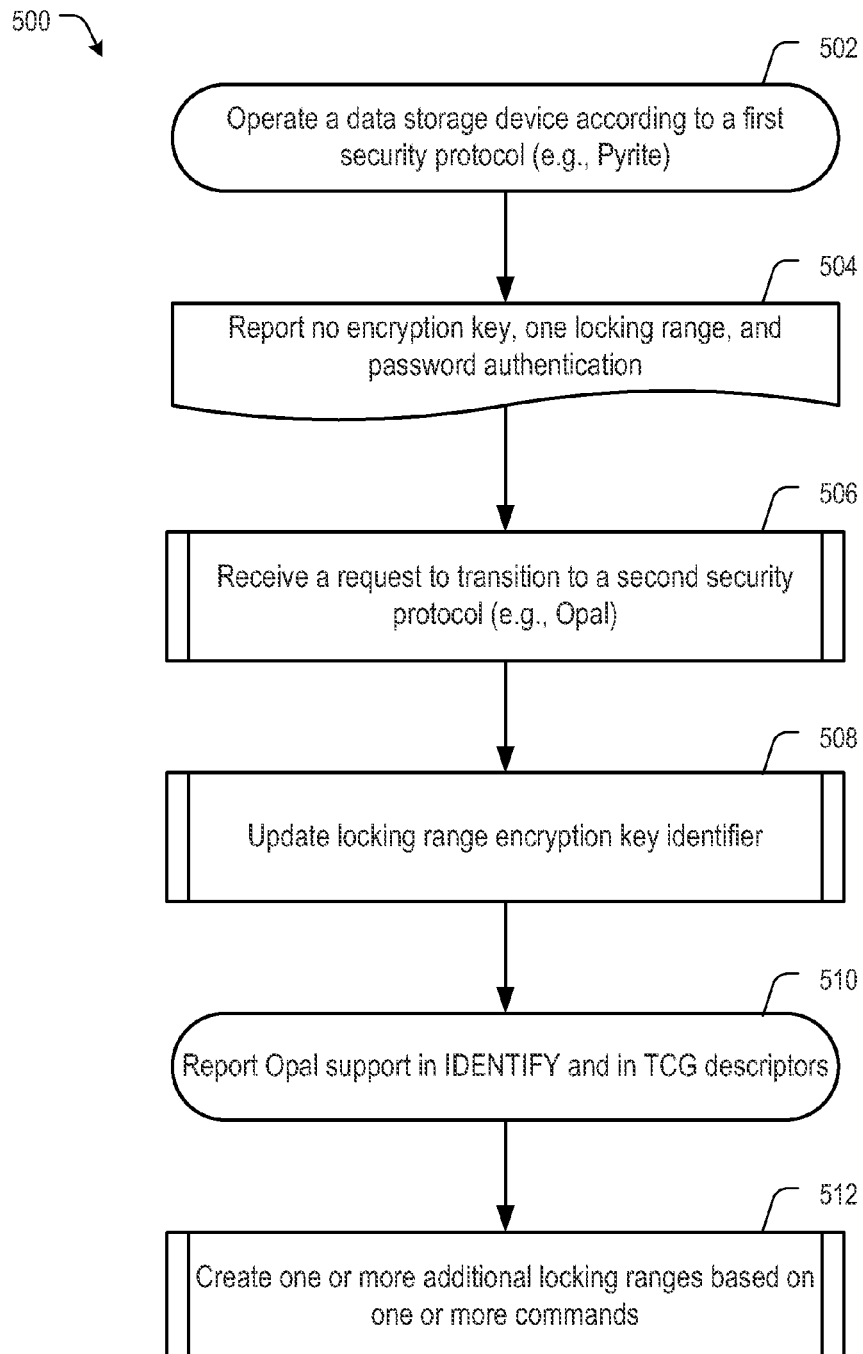 500
502
Operate a data storage device according to a first
security protocol (e.g., Pyrite)
504
Report no encryption key, one locking range, and
password authentication
506
Receive a request to transition to a second security
protocol (e.g., Opal)
508
Update locking range encryption key identifier
510
Report Opal support in IDENTIFY and in TCG descriptors
512
Create one or more additional locking ranges based on
one or more commands